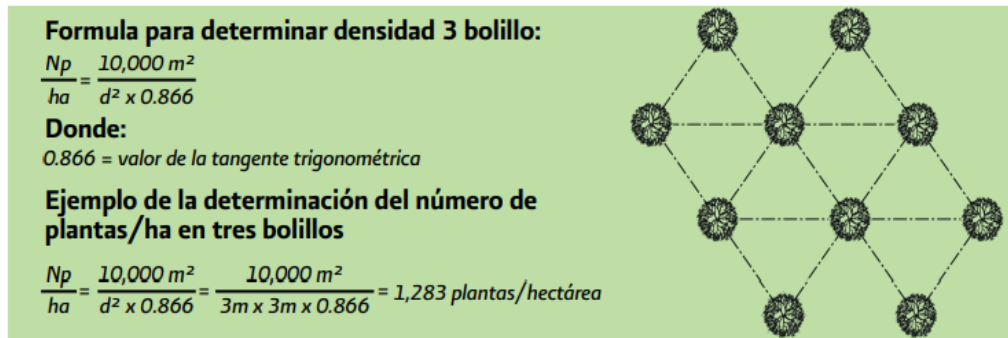 Formula para determinar densidad 3 bolillo:
Np/ha = 10,000 m²/d² x 0.866
Donde:
0.866 = valor de la tangente trigonométrica
Ejemplo de la determinación del número de
plantas/ha en tres bolillos
Np/ha = 10,000 m²/d² x 0.866 = 10,000 m²/3m x 3m x 0.866 = 1,283 plantas/hectárea